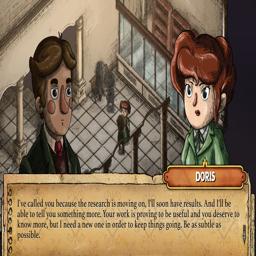 DORIS
I've called you because the research is moving on, I'll soon have results. And I'll be
able to tell you something more. Your work is proving to be useful and you deserve to
know more, but I need a new one in order to keep things going. Be as subtle as
possible.